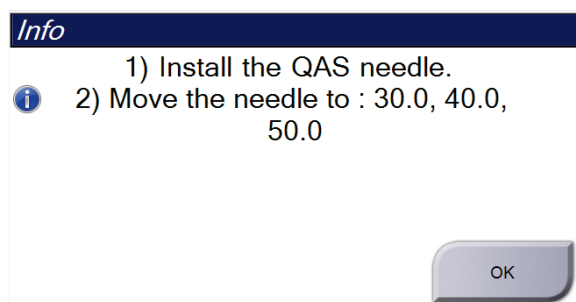 Info
1) Install the QAS needle.
2) Move the needle to : 30.0, 40.0,
50.0
OK